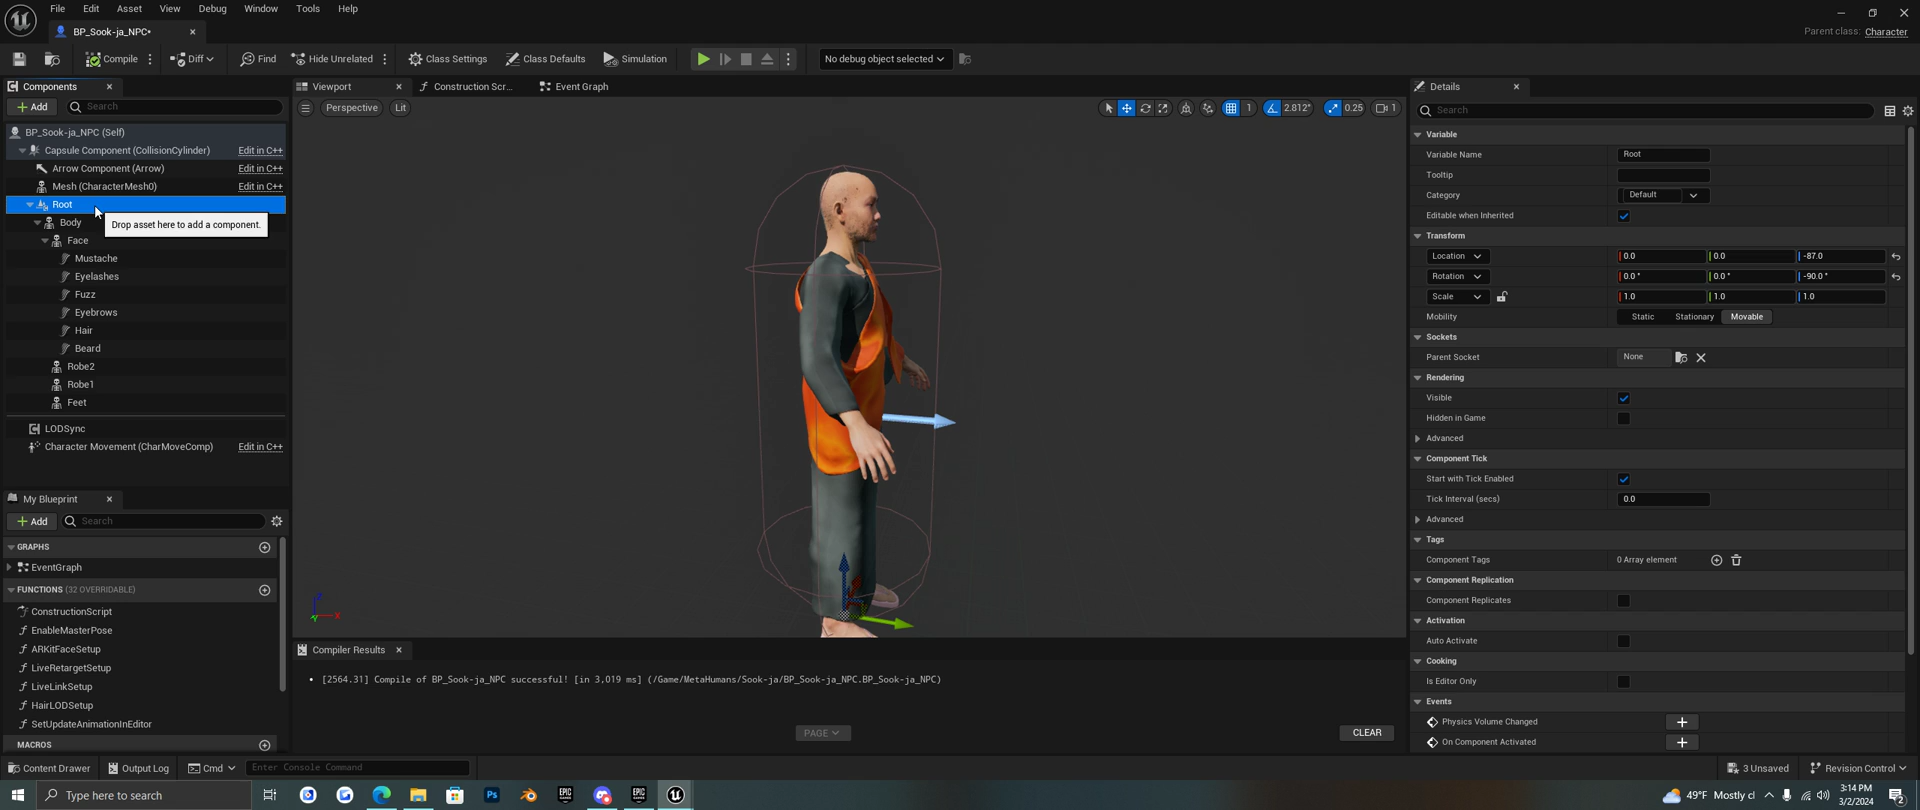 File Edit Asset View Debug Window Tools Help
BP_Sook-ja_NPC•
Parent class: Character
Compile Diff Find Hide Unrelated Class Settings Class Defaults Simulation No debug object selected
Components
Add Search
BP_Sook-ja_NPC (Self)
Capsule Component (CollisionCylinder) Edit in C++
Arrow Component (Arrow) Edit in C++
Mesh (CharacterMesh0) Edit in C++
Root
Drop asset here to add a component.
Body
Face
Mustache
Eyelashes
Fuzz
Eyebrows
Hair
Beard
Robe2
Robe1
Feet
LODSync
Character Movement (CharMoveComp) Edit in C++
My Blueprint
Add Search
GRAPHS
EventGraph
FUNCTIONS (32 OVERRIDABLE)
ConstructionScript
EnableMasterPose
ARKitFaceSetup
LiveRetargetSetup
LiveLinkSetup
HairLODSetup
SetUpdateAnimationInEditor
MACROS
Viewport Construction Scr... Event Graph
Perspective Lit 1 2.812° 0.25 1
Z X Y
Compiler Results
[2564.31] Compile of BP_Sook-ja_NPC successful! [in 3,019 ms] (/Game/MetaHumans/Sook-ja/BP_Sook-ja_NPC.BP_Sook-ja_NPC)
PAGE CLEAR
Details
Search
Variable
Variable Name Root
Tooltip
Category Default
Editable when Inherited
Transform
Location 0.0 0.0 -87.0
Rotation 0.0 ° 0.0 ° -90.0 °
Scale 1.0 1.0 1.0
Mobility Static Stationary Movable
Sockets
Parent Socket None
Rendering
Visible
Hidden in Game
Advanced
Component Tick
Start with Tick Enabled
Tick Interval (secs) 0.0
Advanced
Tags
Component Tags 0 Array element
Component Replication
Component Replicates
Activation
Auto Activate
Cooking
Is Editor Only
Events
Physics Volume Changed
On Component Activated
Content Drawer Output Log Cmd Enter Console Command 3 Unsaved Revision Control
Type here to search
Ps
EPIC GAMES
EPIC GAMES
49°F Mostly cl
3:14 PM
3/2/2024
2